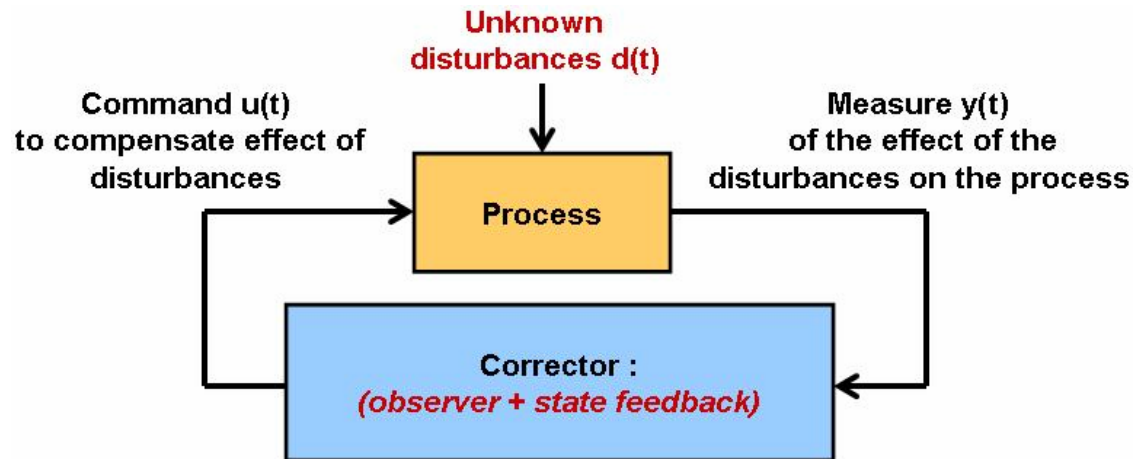 Unknown
disturbances d(t)
Command u(t)
to compensate effect of
disturbances
Measure y(t)
of the effect of the
disturbances on the process
Process
Corrector :
(observer + state feedback)